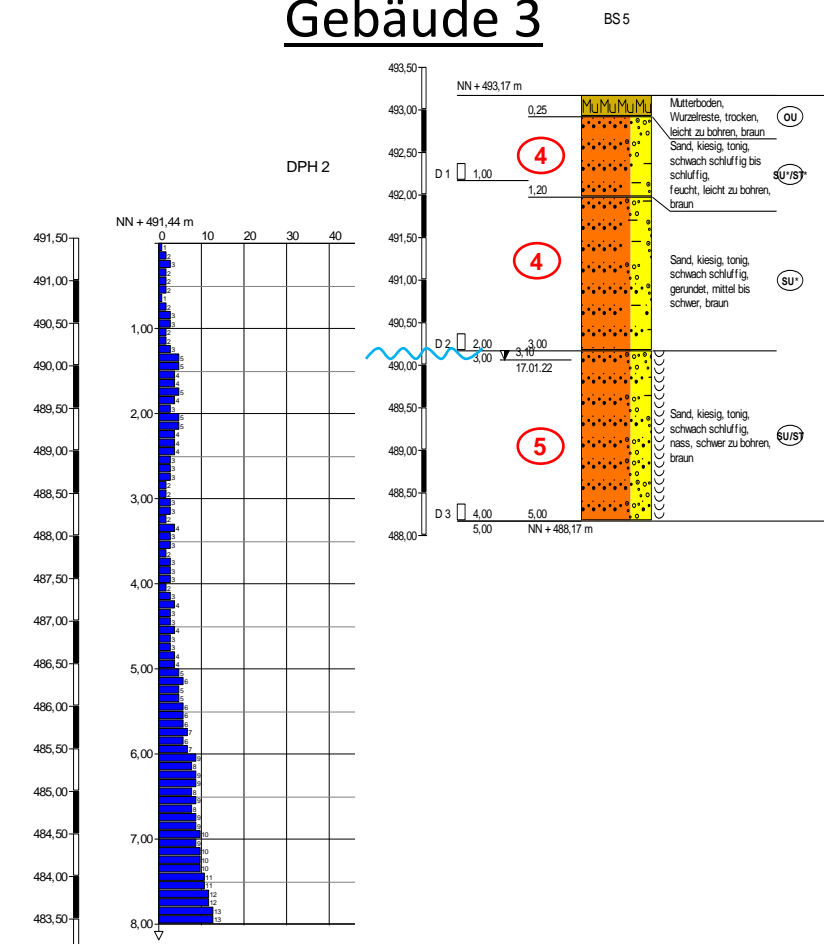 Gebäude 3
BS 5
DPH 2
NN + 491,44 m
0 10 20 30 40
491,50
491,00
490,50
490,00
489,50
489,00
488,50
488,00
487,50
487,00
486,50
486,00
485,50
485,00
484,50
484,00
483,50
1,00
2,00
3,00
4,00
5,00
6,00
7,00
8,00
493,50
493,00
492,50
492,00
491,50
491,00
490,50
490,00
489,50
489,00
488,50
488,00
NN + 493,17 m
0,25
4
D 1 1,00
1,20
4
D 2 2,00 3,00
3,00 3,10
17.01.22
5
D 3 4,00 5,00
5,00 NN + 488,17 m
Mu Mu Mu Mu
Mutterboden,
Wurzelreste, trocken,
leicht zu bohren, braun
OU
Sand, kiesig, tonig,
schwach schluffig bis
schluffig,
feucht, leicht zu bohren,
braun
SU*/ST*
Sand, kiesig, tonig,
schwach schluffig,
gerundet, mittel bis
schwer, braun
SU*
Sand, kiesig, tonig,
schwach schluffig,
nass, schwer zu bohren,
braun
SU/ST